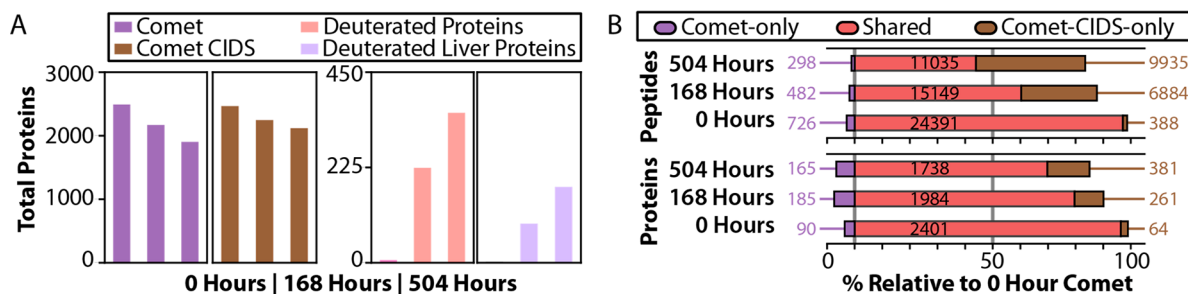 A
Comet
Deuterated Proteins
Comet CIDS
Deuterated Liver Proteins
Total Proteins
3000
2000
1000
0
450
225
0
0 Hours | 168 Hours | 504 Hours
B
Comet-only
Shared
Comet-CIDS-only
Peptides
504 Hours 298 11035 9935
168 Hours 482 15149 6884
0 Hours 726 24391 388
Proteins
504 Hours 165 1738 381
168 Hours 185 1984 261
0 Hours 90 2401 64
0 50 100
% Relative to 0 Hour Comet